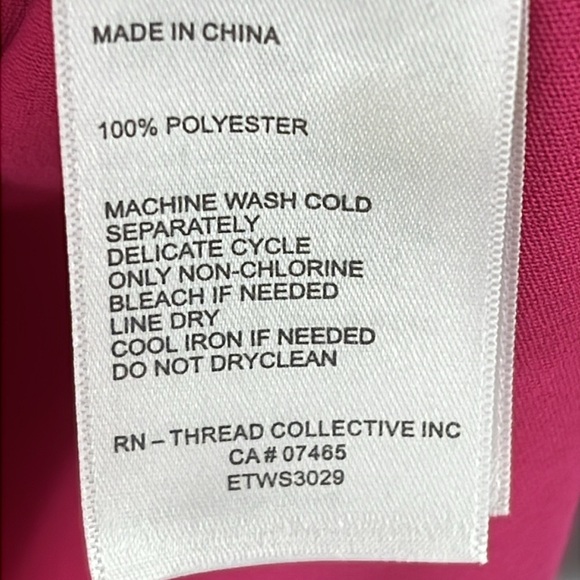 MADE IN CHINA
100% POLYESTER
MACHINE WASH COLD
SEPARATELY
DELICATE CYCLE
ONLY NON-CHLORINE
BLEACH IF NEEDED
LINE DRY
COOL IRON IF NEEDED
DO NOT DRYCLEAN
RN – THREAD COLLECTIVE INC
CA# 07465
ETWS3029